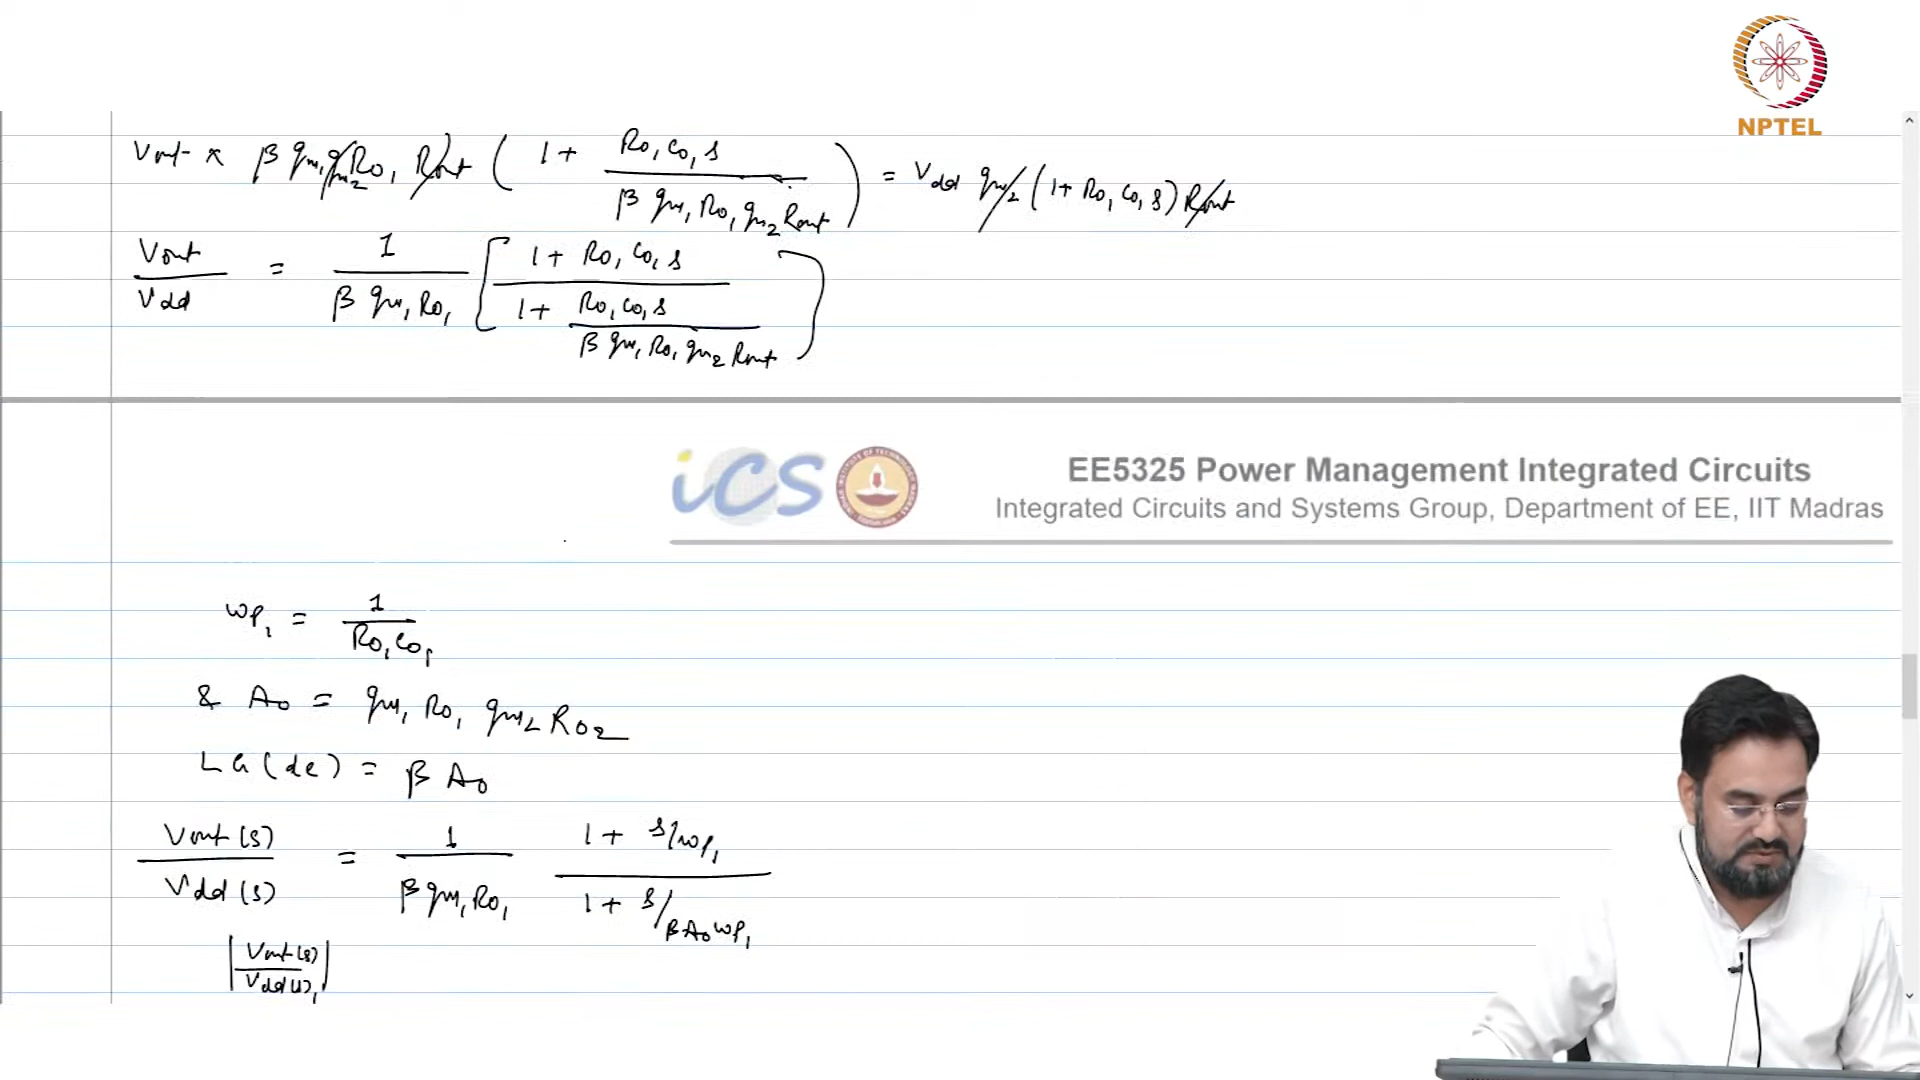 NPTEL
Vout × β gm1 gm2 Ro1 Rout ( 1 + Ro1 Co1 s / β gm1 Ro1 gm2 Rout ) = Vdd gm2 (1 + Ro1 Co1 s) Rout
Vout / Vdd = 1 / β gm1 Ro1 [ 1 + Ro1 Co1 s / 1 + Ro1 Co1 s / β gm1 Ro1 gm2 Rout ]
iCS
EE5325 Power Management Integrated Circuits
Integrated Circuits and Systems Group, Department of EE, IIT Madras
ωp1 = 1 / Ro1 Co1
& Ao = gm1 Ro1 gm2 Ro2
LG(dc) = β Ao
Vout(s) / Vdd(s) = 1 / β gm1 Ro1 1 + s/ωp1 / 1 + s/βAoωp1
|Vout(s) / Vdd(s)|